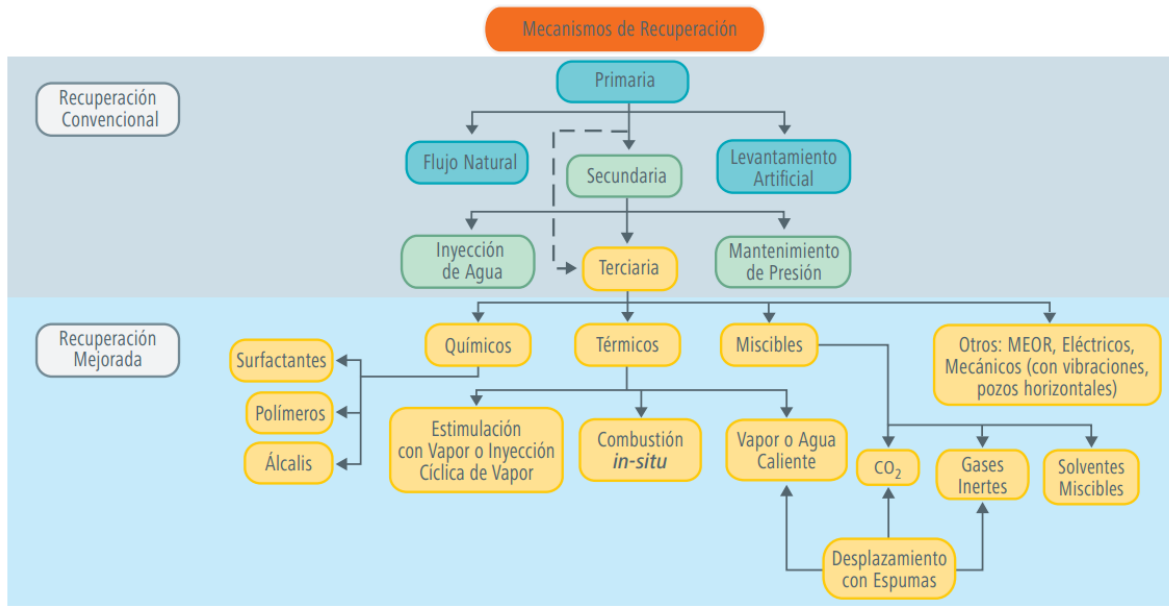 Mecanismos de Recuperación
Recuperación
Convencional
Primaria
Flujo Natural
Levantamiento
Artificial
Secundaria
Inyección
de Agua
Terciaria
Mantenimiento
de Presión
Recuperación
Mejorada
Químicos
Térmicos
Miscibles
Otros: MEOR, Eléctricos,
Mecánicos (con vibraciones,
pozos horizontales)
Surfactantes
Polímeros
Álcalis
Estimulación
con Vapor o Inyección
Cíclica de Vapor
Combustión
in-situ
Vapor o Agua
Caliente
CO₂
Gases
Inertes
Solventes
Miscibles
Desplazamiento
con Espumas